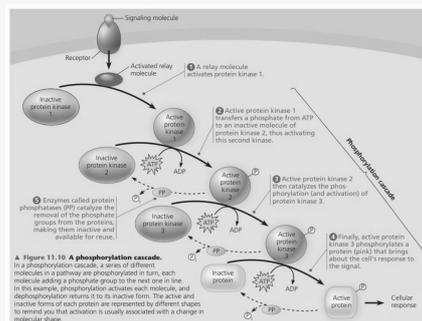 Signaling molecule
Receptor
Activated relay
molecule
1 A relay molecule
activates protein kinase 1.
Inactive
protein kinase
1
Active
protein
kinase
1
2 Active protein kinase 1
transfers a phosphate from ATP
to an inactive molecule of
protein kinase 2, thus activating
this second kinase.
Phosphorylation cascade
Inactive
protein kinase
2
ATP
ADP
P
Active
protein
kinase
2
PP
P
3 Active protein kinase 2
then catalyzes the phos-
phorylation (and activation) of
protein kinase 3.
5 Enzymes called protein
phosphatases (PP) catalyze the
removal of the phosphate
groups from the proteins,
making them inactive and
available for reuse.
Inactive
protein kinase
3
ATP
ADP
P
Active
protein
kinase
3
PP
P
4 Finally, active protein
kinase 3 phosphorylates a
protein (pink) that brings
about the cell's response to
the signal.
Inactive
protein
ATP
ADP
P
Active
protein
PP
P
Cellular
response
▲ Figure 11.10 A phosphorylation cascade.
In a phosphorylation cascade, a series of different
molecules in a pathway are phosphorylated in turn, each
molecule adding a phosphate group to the next one in line.
In this example, phosphorylation activates each molecule, and
dephosphorylation returns it to its inactive form. The active and
inactive forms of each protein are represented by different shapes
to remind you that activation is usually associated with a change in
molecular shape.